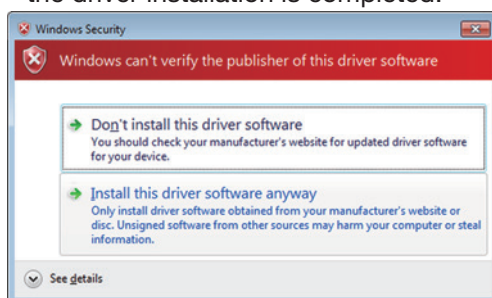 the driver installation is completed.
Windows Security
Windows can't verify the publisher of this driver software
Don't install this driver software
You should check your manufacturer's website for updated driver software
for your device.
Install this driver software anyway
Only install driver software obtained from your manufacturer's website or
disc. Unsigned software from other sources may harm your computer or steal
information.
See details